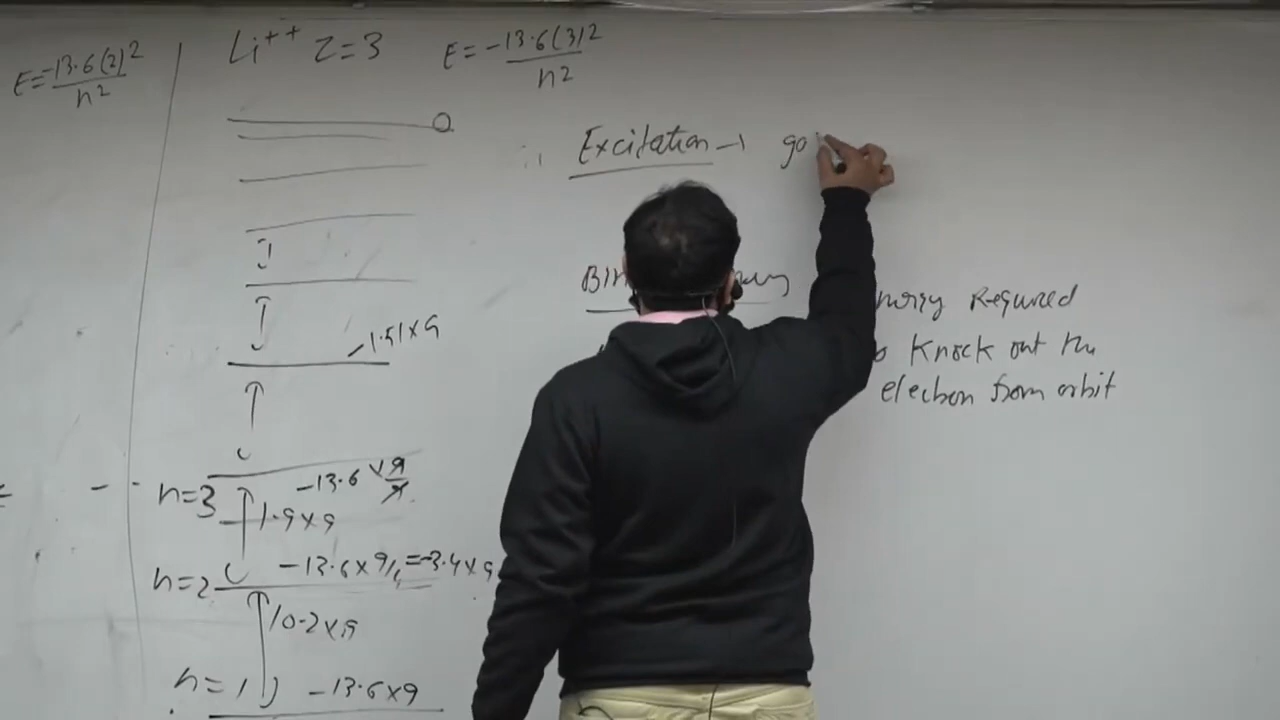 E=-13.6(2)²/n²
Li⁺⁺ Z=3
E=-13.6(3)²/n²
Excitation → go
Energy Required
Knock out the
electron from orbit
0
-1.51×9
n=3 -13.6×9/9
1.9×9
n=2 -13.6×9/4=-3.4×9
10.2×9
n=1 -13.6×9